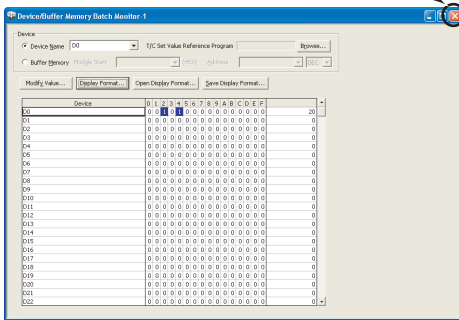 Device/Buffer Memory Batch Monitor-1
Device
Device Name D0 T/C Set Value Reference Program Browse...
Buffer Memory Module Start (HEX) Address DEC
Modify Value... Display Format... Open Display Format... Save Display Format...
Device 0 1 2 3 4 5 6 7 8 9 A B C D E F
D0 0 0 1 0 1 0 0 0 0 0 0 0 0 0 0 0 20
D1 0 0 0 0 0 0 0 0 0 0 0 0 0 0 0 0 0
D2 0 0 0 0 0 0 0 0 0 0 0 0 0 0 0 0 0
D3 0 0 0 0 0 0 0 0 0 0 0 0 0 0 0 0 0
D4 0 0 0 0 0 0 0 0 0 0 0 0 0 0 0 0 0
D5 0 0 0 0 0 0 0 0 0 0 0 0 0 0 0 0 0
D6 0 0 0 0 0 0 0 0 0 0 0 0 0 0 0 0 0
D7 0 0 0 0 0 0 0 0 0 0 0 0 0 0 0 0 0
D8 0 0 0 0 0 0 0 0 0 0 0 0 0 0 0 0 0
D9 0 0 0 0 0 0 0 0 0 0 0 0 0 0 0 0 0
D10 0 0 0 0 0 0 0 0 0 0 0 0 0 0 0 0 0
D11 0 0 0 0 0 0 0 0 0 0 0 0 0 0 0 0 0
D12 0 0 0 0 0 0 0 0 0 0 0 0 0 0 0 0 0
D13 0 0 0 0 0 0 0 0 0 0 0 0 0 0 0 0 0
D14 0 0 0 0 0 0 0 0 0 0 0 0 0 0 0 0 0
D15 0 0 0 0 0 0 0 0 0 0 0 0 0 0 0 0 0
D16 0 0 0 0 0 0 0 0 0 0 0 0 0 0 0 0 0
D17 0 0 0 0 0 0 0 0 0 0 0 0 0 0 0 0 0
D18 0 0 0 0 0 0 0 0 0 0 0 0 0 0 0 0 0
D19 0 0 0 0 0 0 0 0 0 0 0 0 0 0 0 0 0
D20 0 0 0 0 0 0 0 0 0 0 0 0 0 0 0 0 0
D21 0 0 0 0 0 0 0 0 0 0 0 0 0 0 0 0 0
D22 0 0 0 0 0 0 0 0 0 0 0 0 0 0 0 0 0